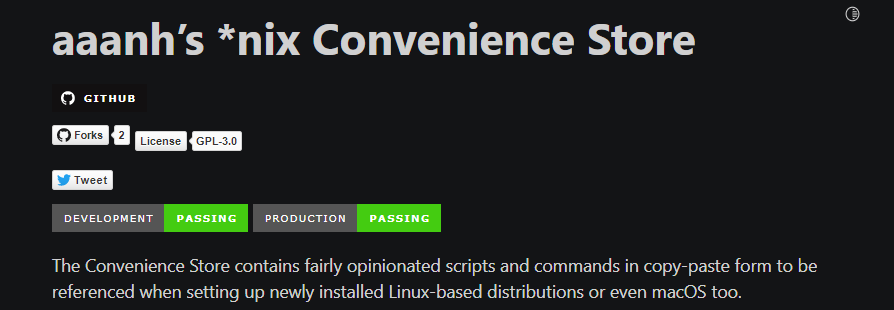 aaanh’s *nix Convenience Store
GITHUB
Forks 2 License GPL-3.0
Tweet
DEVELOPMENT PASSING PRODUCTION PASSING
The Convenience Store contains fairly opinionated scripts and commands in copy-paste form to be
referenced when setting up newly installed Linux-based distributions or even macOS too.